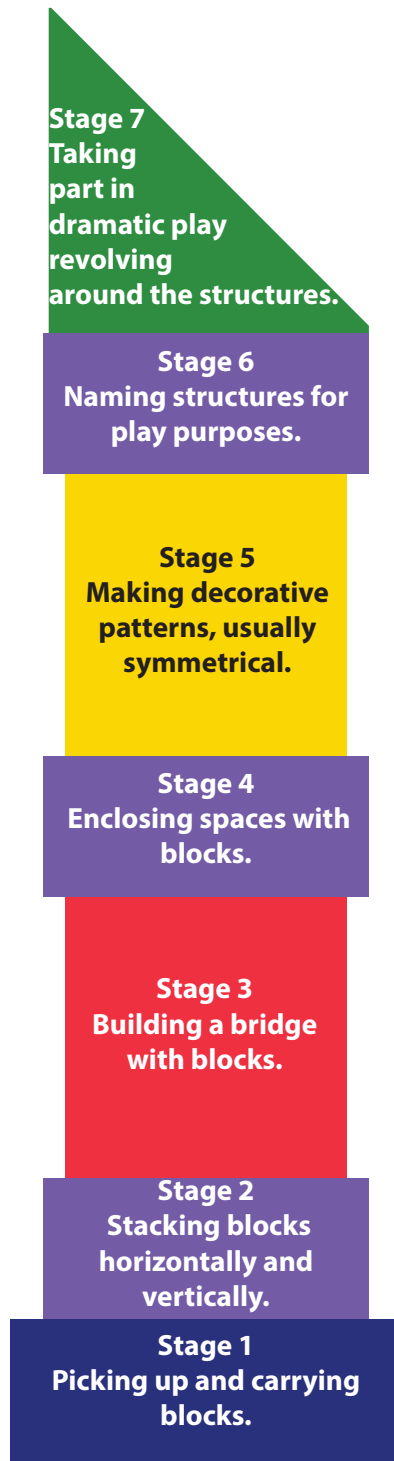 Stage 7
Taking
part in
dramatic play
revolving
around the structures.
Stage 6
Naming structures for
play purposes.
Stage 5
Making decorative
patterns, usually
symmetrical.
Stage 4
Enclosing spaces with
blocks.
Stage 3
Building a bridge
with blocks.
Stage 2
Stacking blocks
horizontally and
vertically.
Stage 1
Picking up and carrying
blocks.